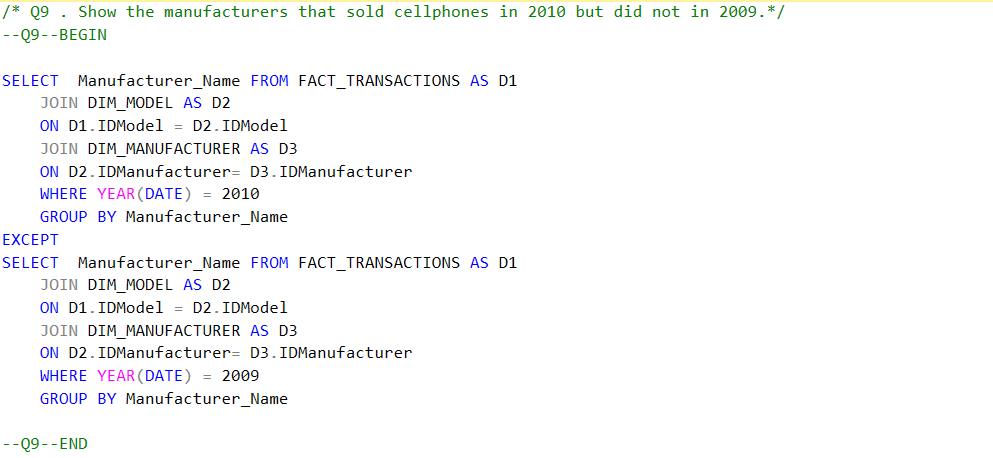 /* Q9 . Show the manufacturers that sold cellphones in 2010 but did not in 2009.*/
--Q9--BEGIN
SELECT  Manufacturer_Name FROM FACT_TRANSACTIONS AS D1
    JOIN DIM_MODEL AS D2
    ON D1.IDModel = D2.IDModel
    JOIN DIM_MANUFACTURER AS D3
    ON D2.IDManufacturer= D3.IDManufacturer
    WHERE YEAR(DATE) = 2010
    GROUP BY Manufacturer_Name
EXCEPT
SELECT  Manufacturer_Name FROM FACT_TRANSACTIONS AS D1
    JOIN DIM_MODEL AS D2
    ON D1.IDModel = D2.IDModel
    JOIN DIM_MANUFACTURER AS D3
    ON D2.IDManufacturer= D3.IDManufacturer
    WHERE YEAR(DATE) = 2009
    GROUP BY Manufacturer_Name
--Q9--END